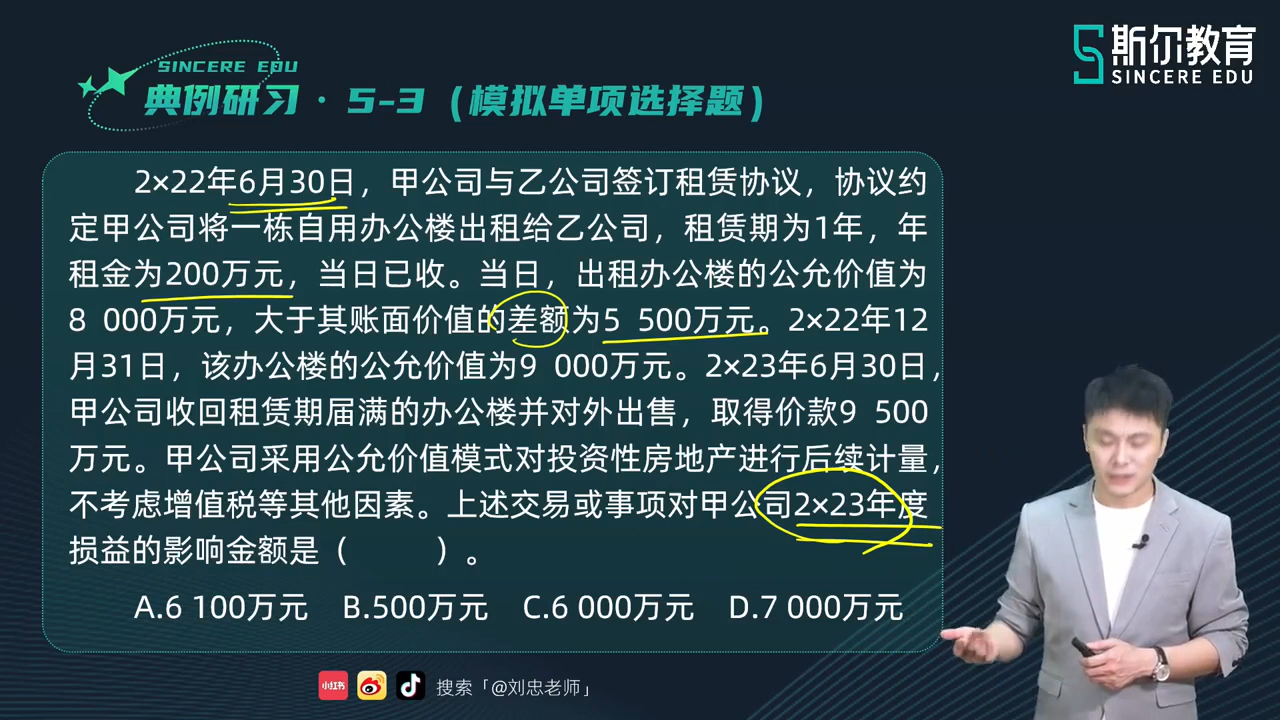 SINCERE EDU
典例研习·5-3（模拟单项选择题）
斯尔教育
SINCERE EDU
2×22年6月30日，甲公司与乙公司签订租赁协议，协议约
定甲公司将一栋自用办公楼出租给乙公司，租赁期为1年，年
租金为200万元，当日已收。当日，出租办公楼的公允价值为
8 000万元，大于其账面价值的差额为5 500万元。2×22年12
月31日，该办公楼的公允价值为9 000万元。2×23年6月30日，
甲公司收回租赁期届满的办公楼并对外出售，取得价款9 500
万元。甲公司采用公允价值模式对投资性房地产进行后续计量，
不考虑增值税等其他因素。上述交易或事项对甲公司2×23年度
损益的影响金额是（ ）。
A.6 100万元 B.500万元 C.6 000万元 D.7 000万元
小红书 搜索「@刘忠老师」